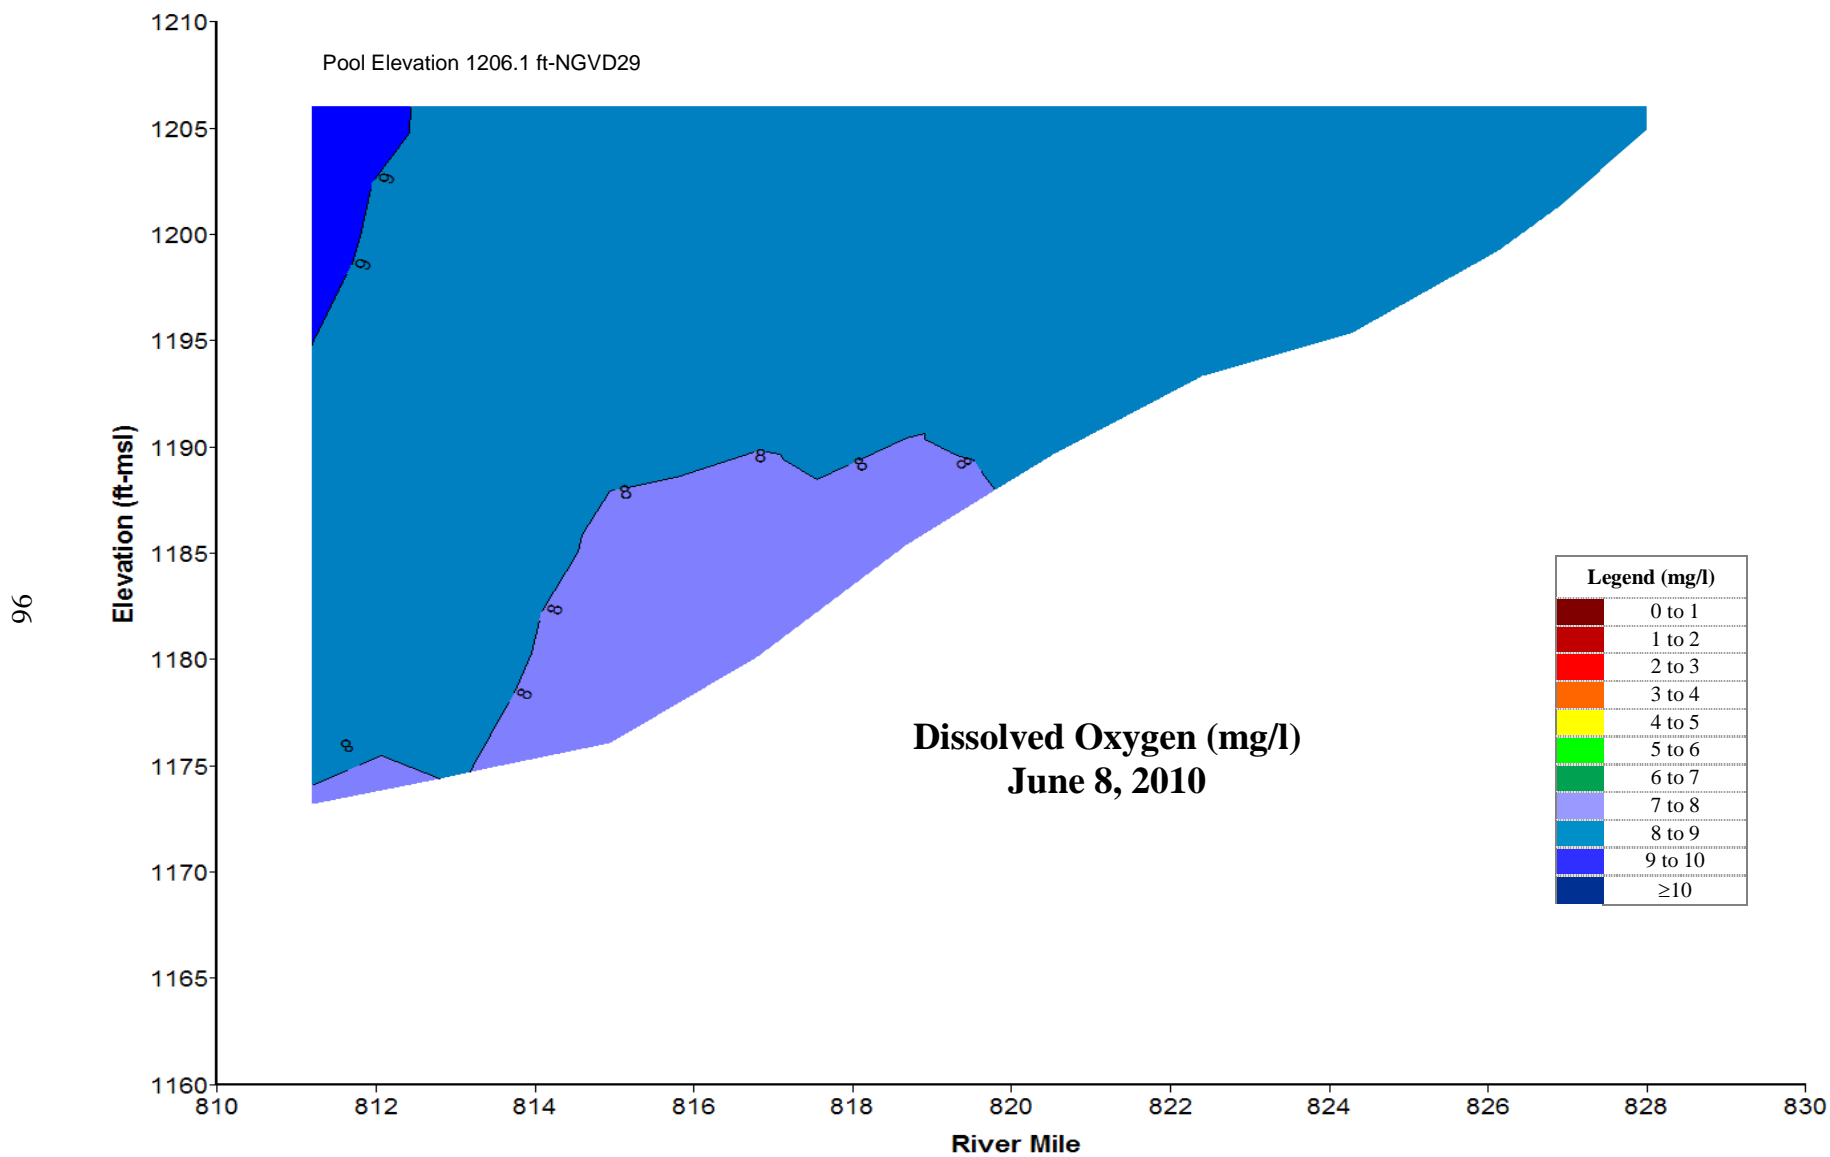 1210
Pool Elevation 1206.1 ft-NGVD29
1205
9
1200
9
1195
1190
8
8
8
8
1185
8
1180
8
1175
8
1170
1165
1160
Elevation (ft-msl)
96
Dissolved Oxygen (mg/l)
June 8, 2010
Legend (mg/l)
0 to 1
1 to 2
2 to 3
3 to 4
4 to 5
5 to 6
6 to 7
7 to 8
8 to 9
9 to 10
≥10
810 812 814 816 818 820 822 824 826 828 830
River Mile